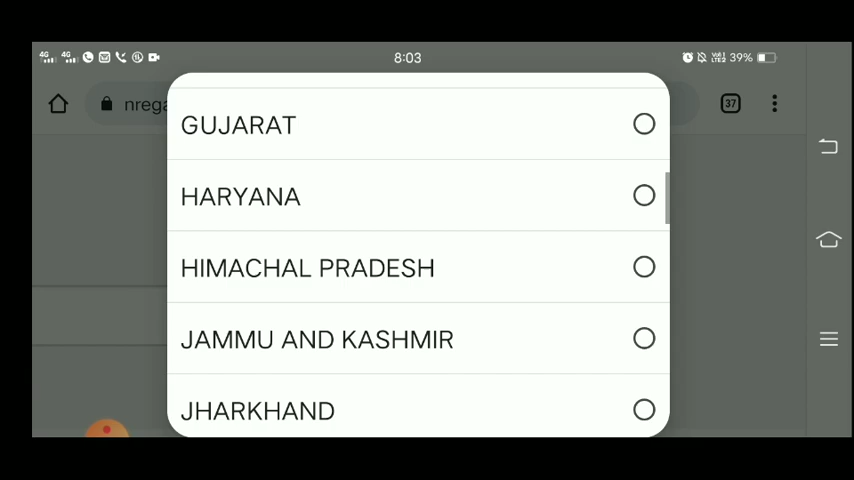 8:03
39%
nrega
37
GUJARAT
HARYANA
HIMACHAL PRADESH
JAMMU AND KASHMIR
JHARKHAND